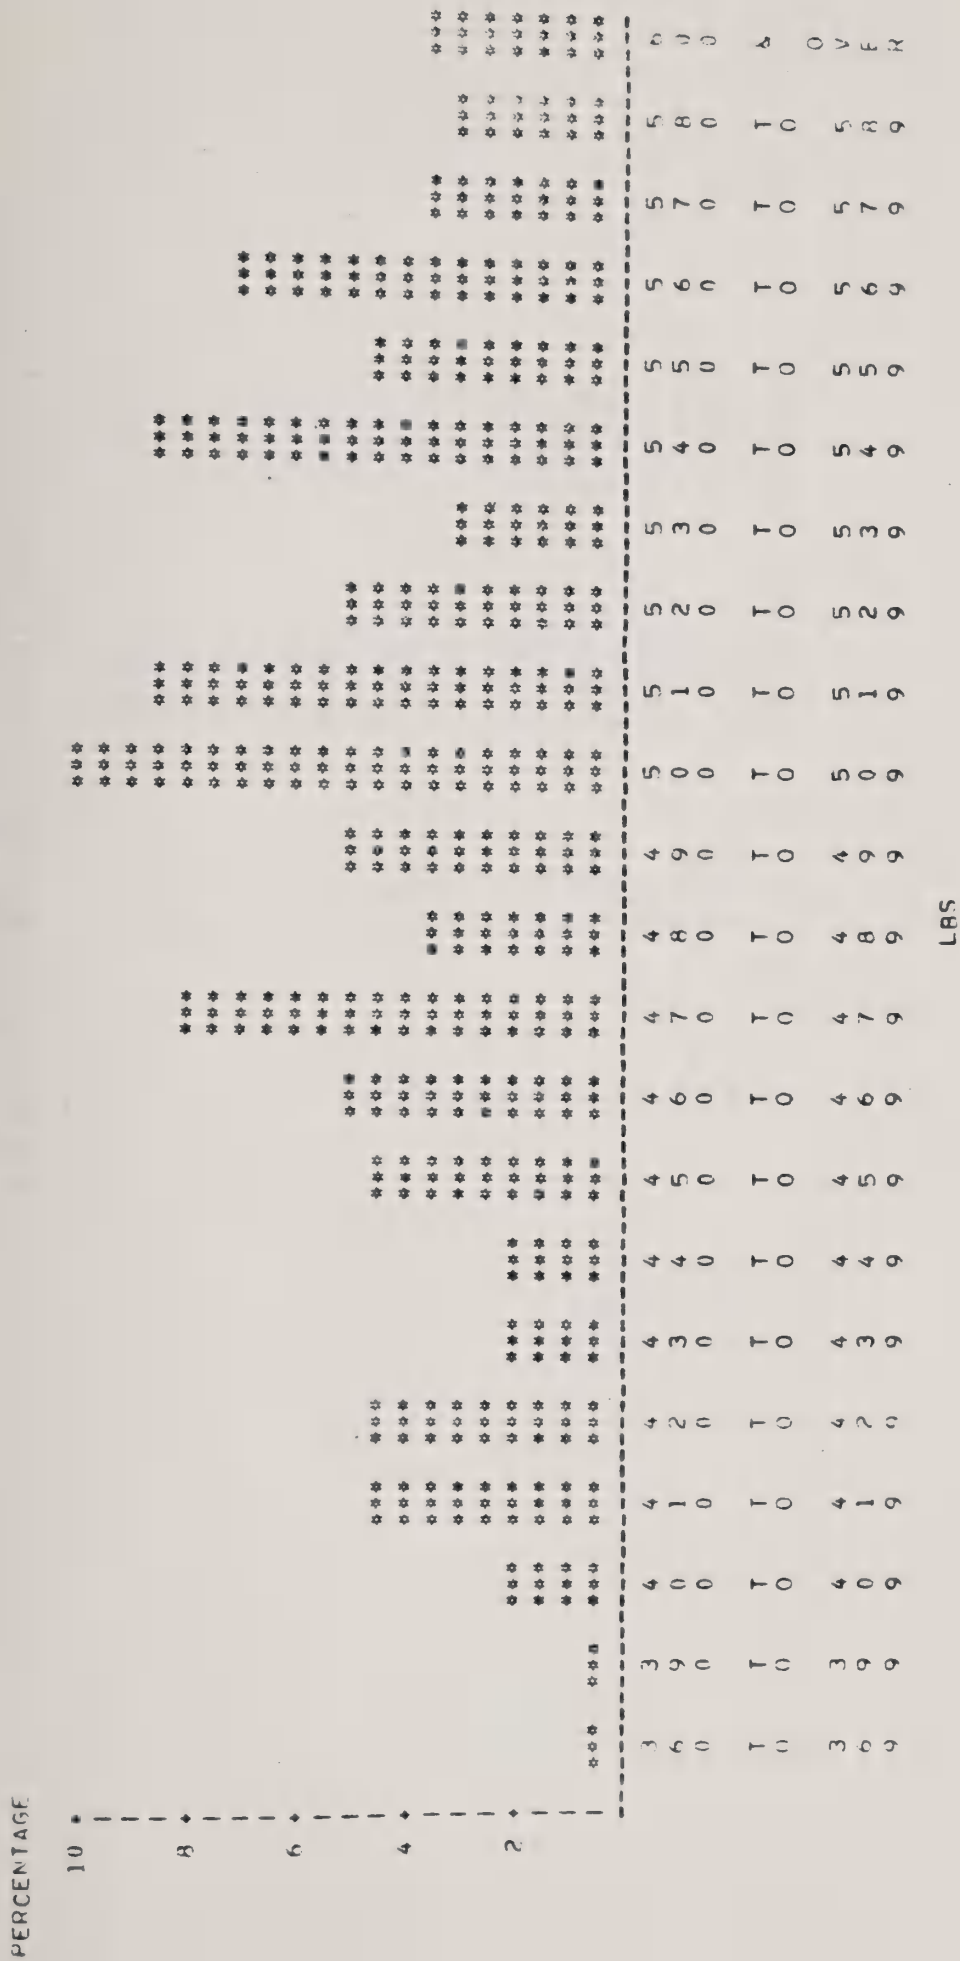 PERCENTAGE
10
8
6
4
2
360 TO 369
390 TO 399
400 TO 409
410 TO 419
420 TO 429
430 TO 439
440 TO 449
450 TO 459
460 TO 469
470 TO 479
480 TO 489
490 TO 499
500 TO 509
510 TO 519
520 TO 529
530 TO 539
540 TO 549
550 TO 559
560 TO 569
570 TO 579
580 TO 589
600 & OVER
LBS